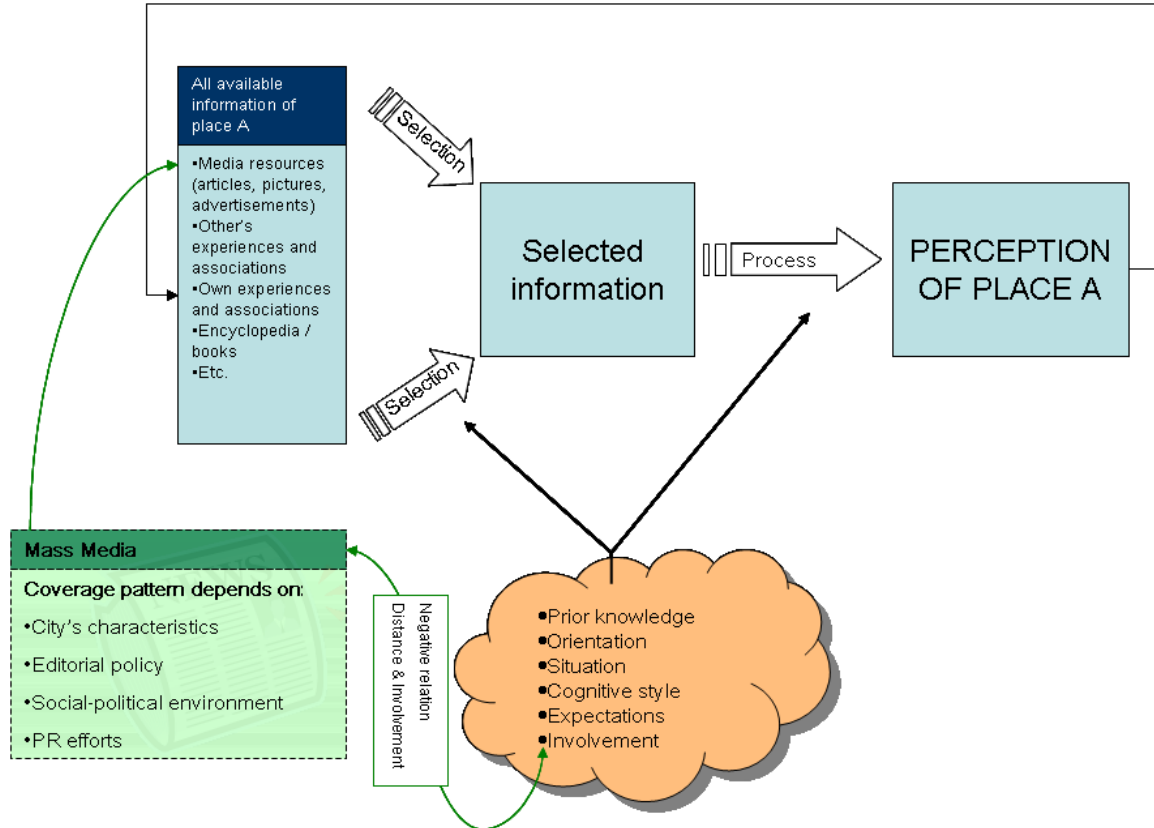 All available
information of
place A
•Media resources
(articles, pictures,
advertisements)
•Other's
experiences and
associations
•Own experiences
and associations
•Encyclopedia /
books
•Etc.
Selection
Selection
Selected
information
Process
PERCEPTION
OF PLACE A
Mass Media
NEWS
Coverage pattern depends on:
•City's characteristics
•Editorial policy
•Social-political environment
•PR efforts
Negative relation
Distance & Involvement
•Prior knowledge
•Orientation
•Situation
•Cognitive style
•Expectations
•Involvement